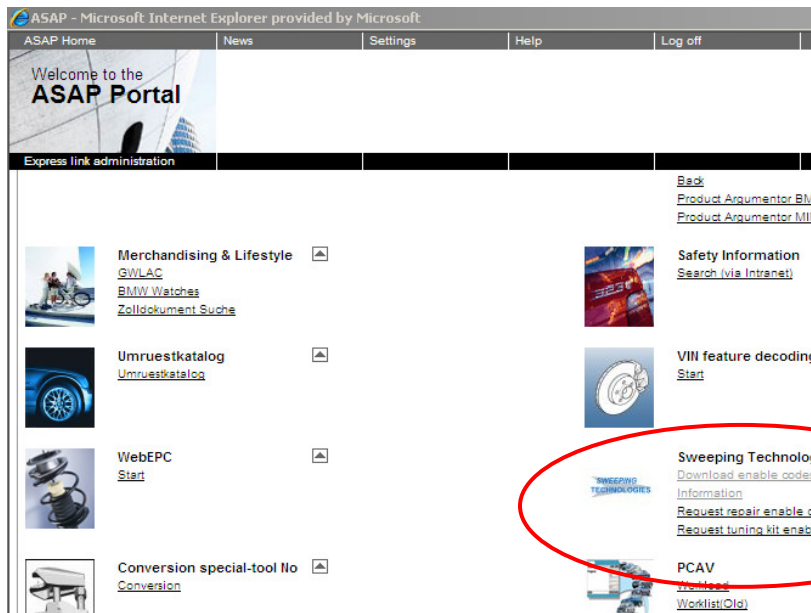 ASAP - Microsoft Internet Explorer provided by Microsoft
ASAP Home News Settings Help Log off
Welcome to the
ASAP Portal
Express link administration
Back
Product Argumentor BM
Product Argumentor MI
Merchandising & Lifestyle
GWLAC
BMW Watches
Zolldokument Suche
Safety Information
Search (via Intranet)
Umruestkatalog
Umruestkatalog
VIN feature decoding
Start
WebEPC
Start
SWEEPING
TECHNOLOGIES
Sweeping Technolog
Download enable codes
Information
Request repair enable c
Request tuning kit enab
Conversion special-tool No
Conversion
PCAV
Workload
Worklist(Old)